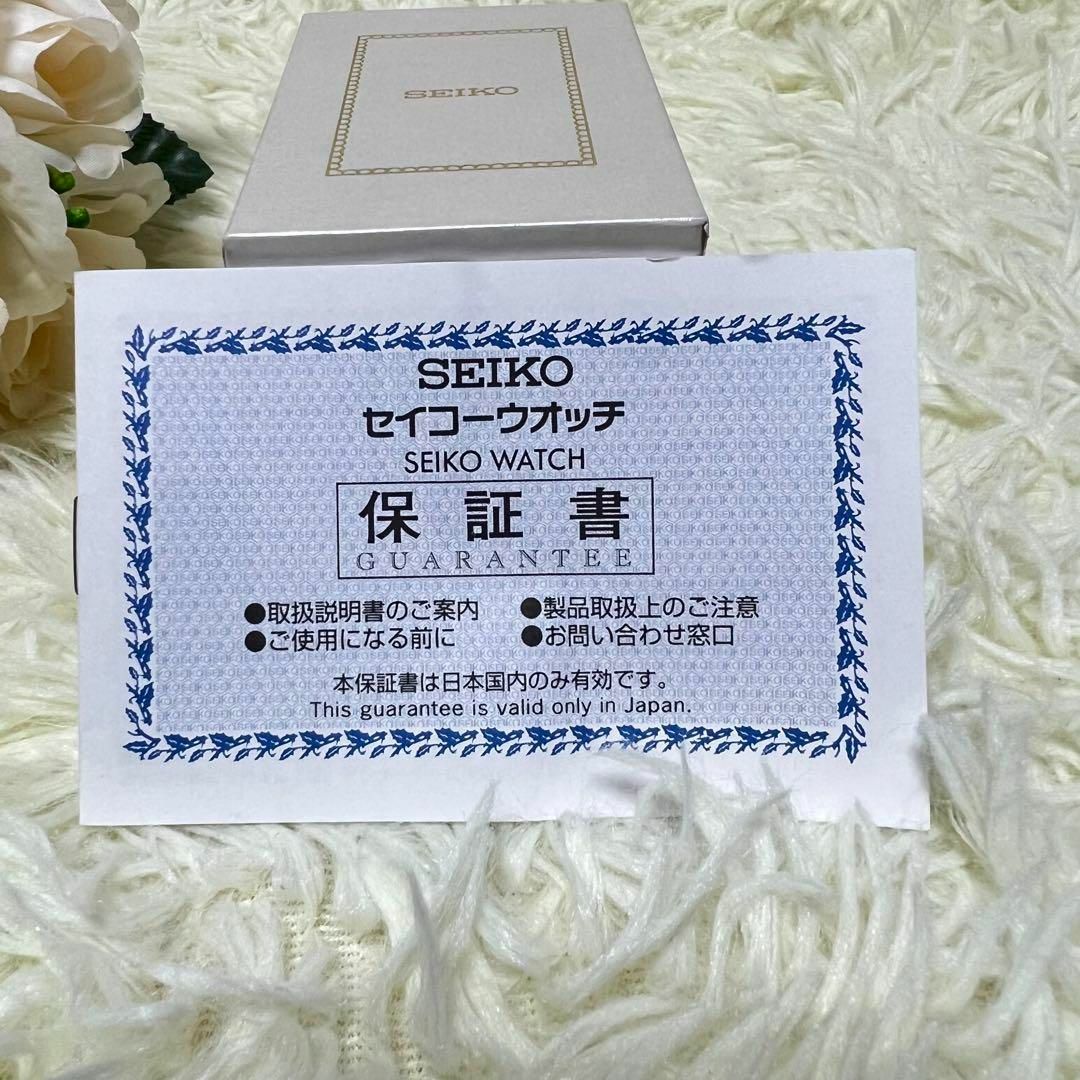 SEIKO
SEIKO
セイコーウオッチ
SEIKO WATCH
保証書
GUARANTEE
●取扱説明書のご案内 ●製品取扱上のご注意
●ご使用になる前に ●お問い合わせ窓口
本保証書は日本国内のみ有効です。
This guarantee is valid only in Japan.